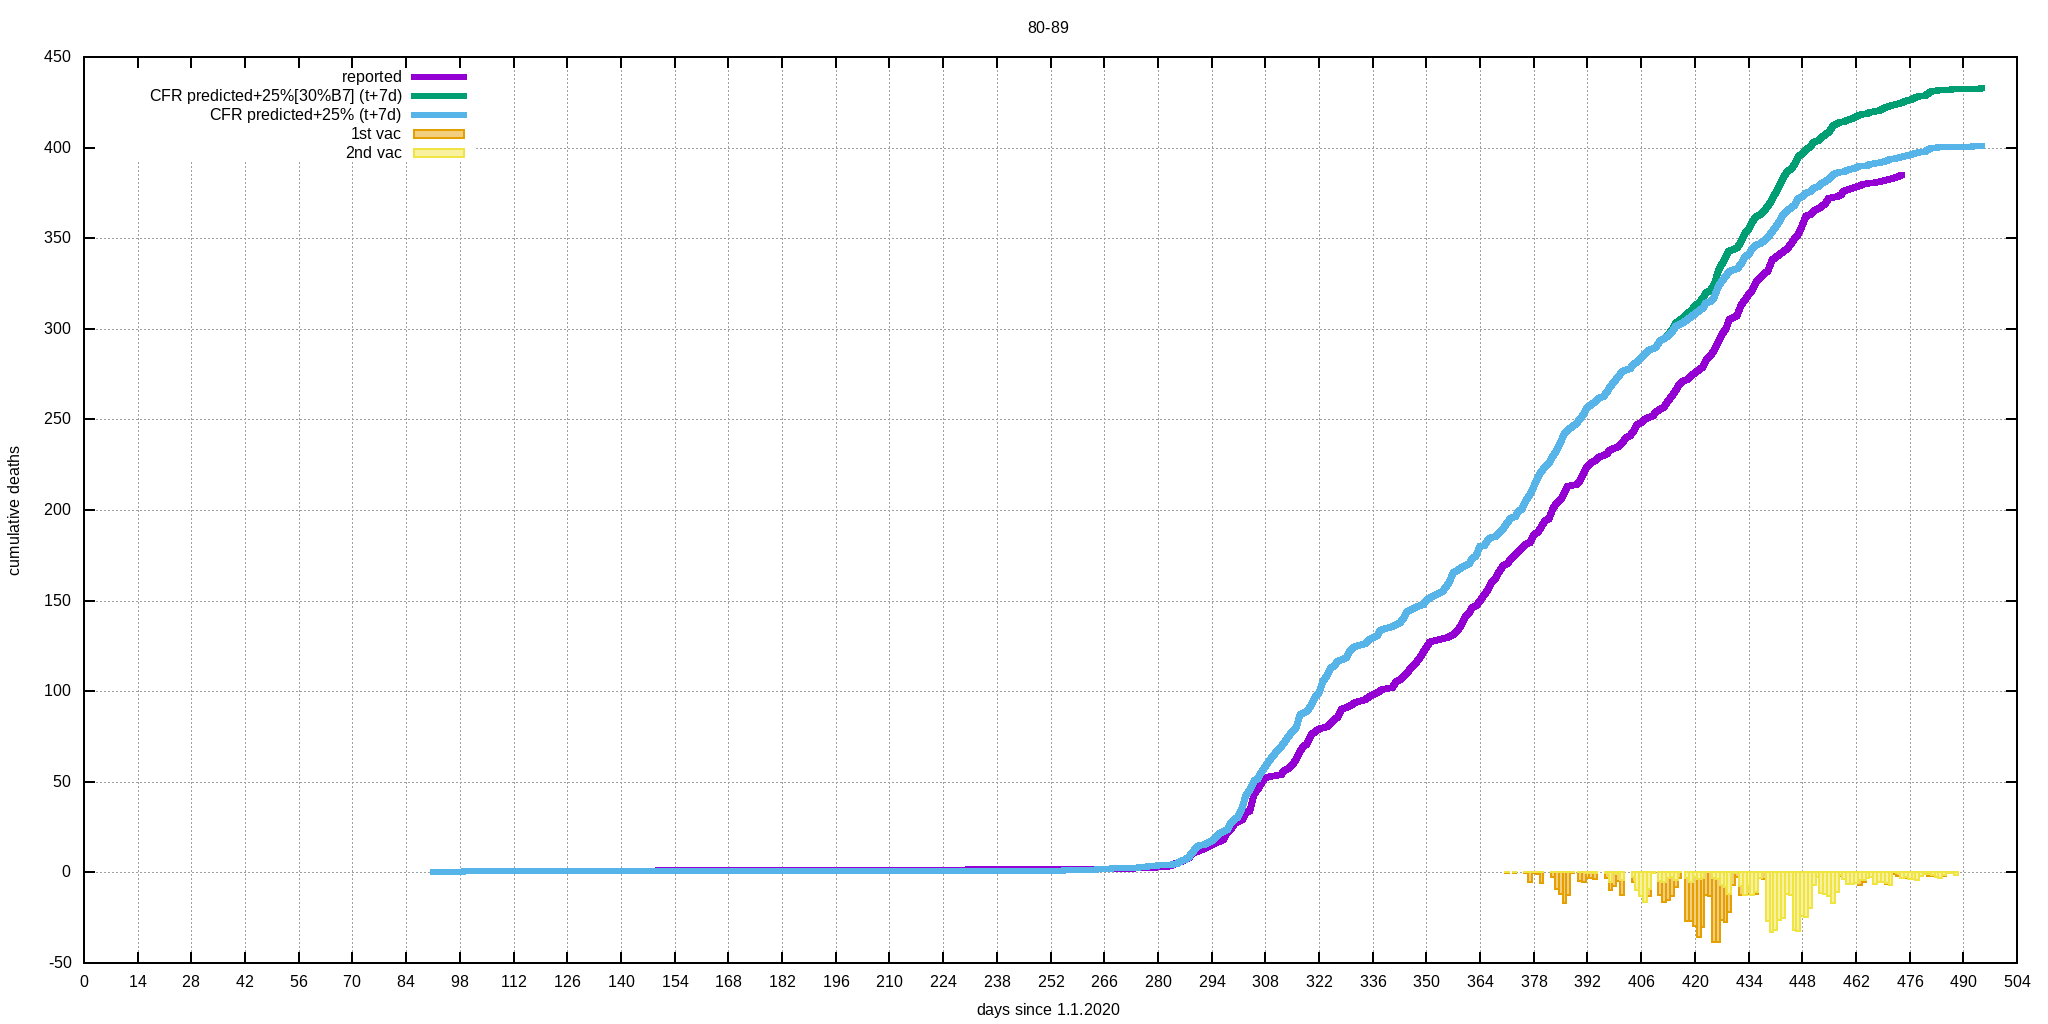 80-89
450
400
350
300
250
200
150
100
50
0
-50
cumulative deaths
reported
CFR predicted+25%[30%B7] (t+7d)
CFR predicted+25% (t+7d)
1st vac
2nd vac
0 14 28 42 56 70 84 98 112 126 140 154 168 182 196 210 224 238 252 266 280 294 308 322 336 350 364 378 392 406 420 434 448 462 476 490 504
days since 1.1.2020